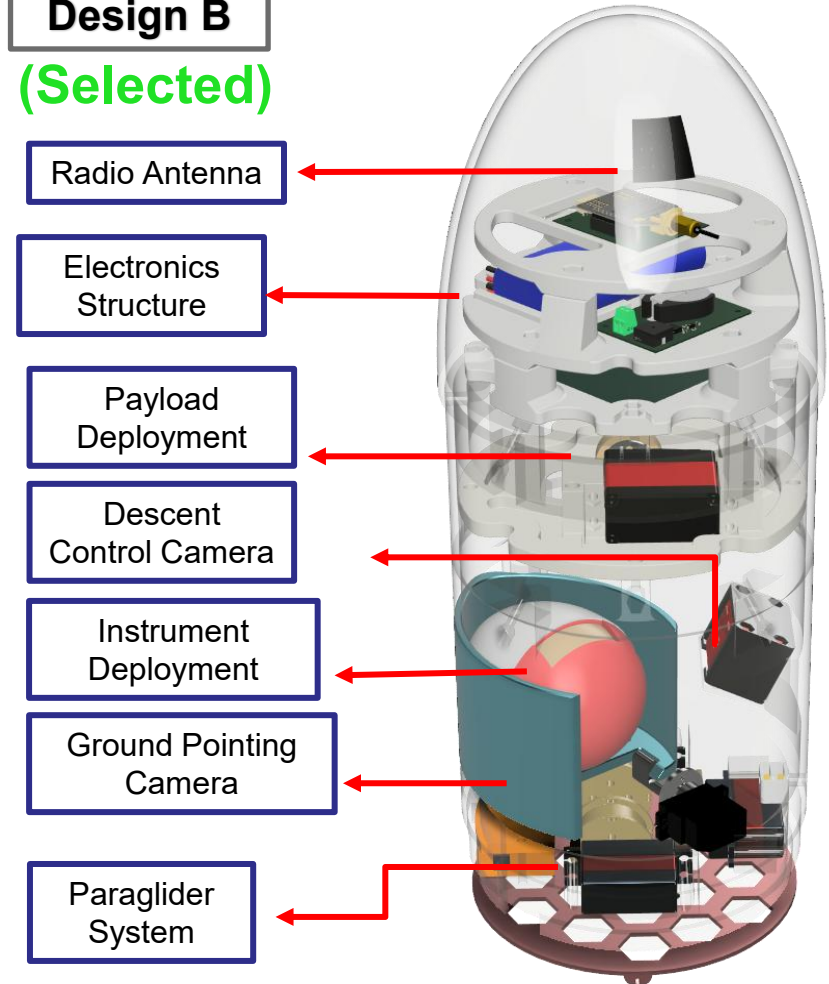 Design B
(Selected)
Radio Antenna
Electronics
Structure
Payload
Deployment
Descent
Control Camera
Instrument
Deployment
Ground Pointing
Camera
Paraglider
System